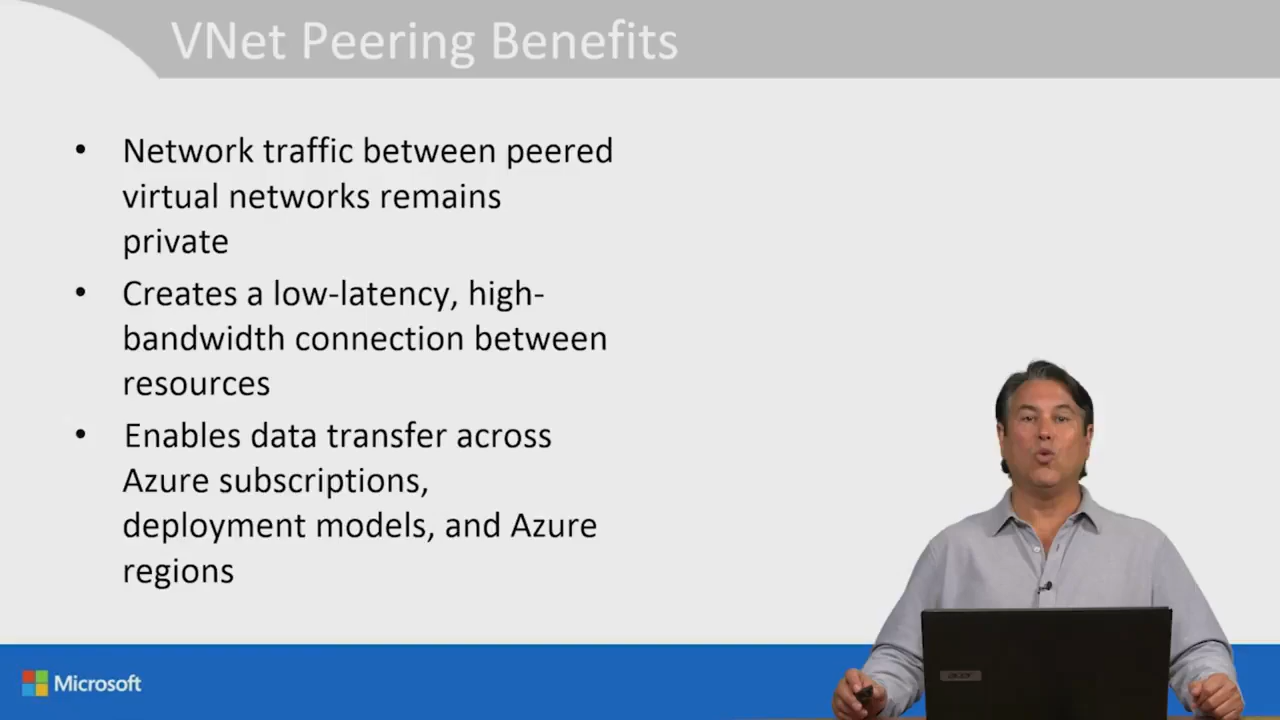 VNet Peering Benefits
• Network traffic between peered
virtual networks remains
private
• Creates a low-latency, high-
bandwidth connection between
resources
• Enables data transfer across
Azure subscriptions,
deployment models, and Azure
regions
Microsoft
acer